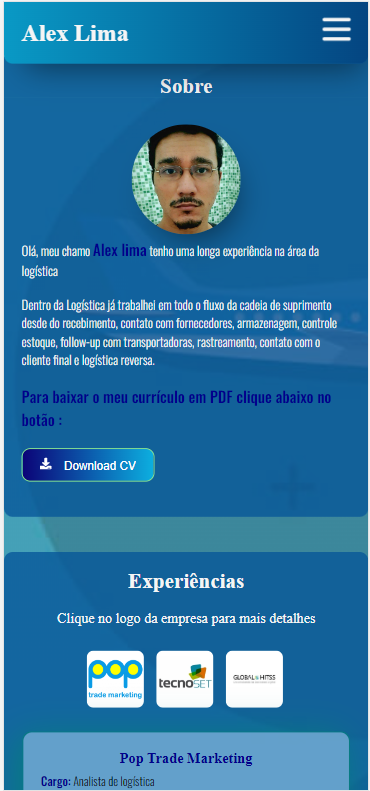 Alex Lima
Sobre
Olá, meu chamo Alex lima tenho uma longa experiência na área da
logística
Dentro da Logística já trabalhei em todo o fluxo da cadeia de suprimento
desde do recebimento, contato com fornecedores, armazenagem, controle
estoque, follow-up com transportadoras, rastreamento, contato com o
cliente final e logística reversa.
Para baixar o meu currículo em PDF clique abaixo no
botão :
Download CV
Experiências
Clique no logo da empresa para mais detalhes
pop
trade marketing
tecnoSET
GLOBAL HITSS
Pop Trade Marketing
Cargo: Analista de logística